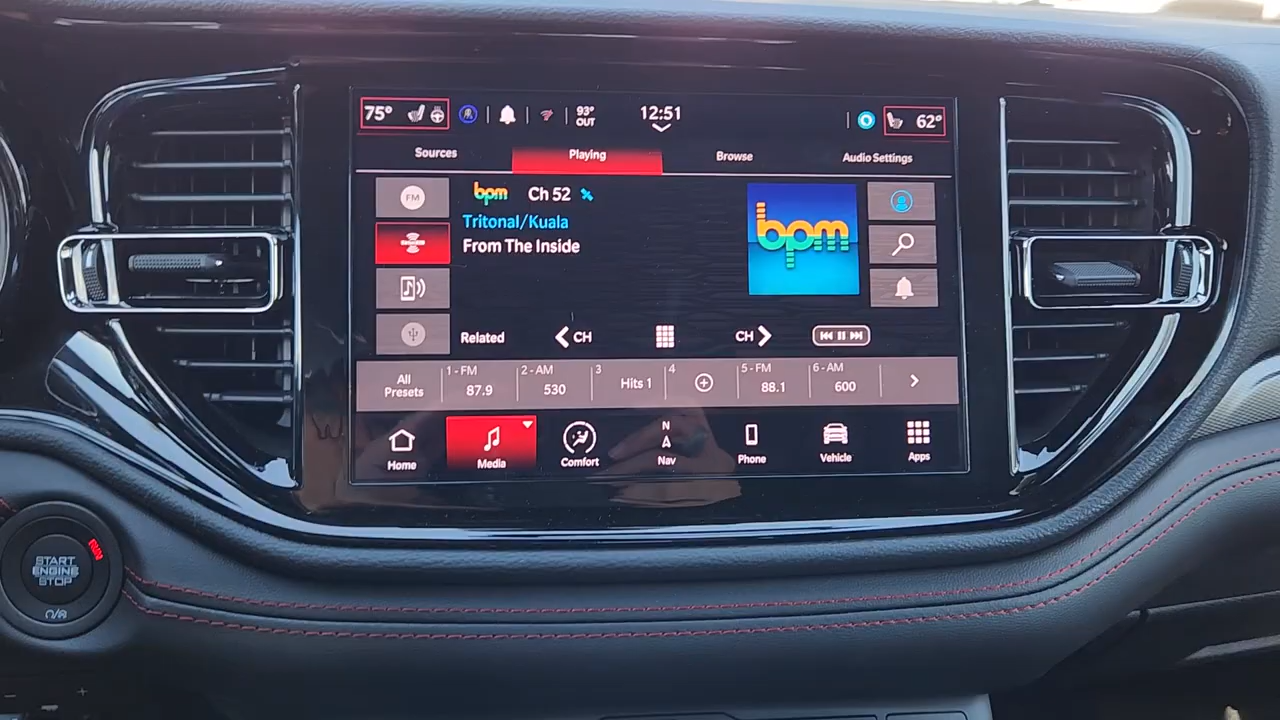 75°
93°
OUT
12:51
62°
Sources
Playing
Browse
Audio Settings
FM
bpm
Ch 52
Tritonal/Kuala
From The Inside
bpm
Related
CH
CH
All
Presets
1 - FM
87.9
2 - AM
530
3
Hits 1
4
5 - FM
88.1
6 - AM
600
Home
Media
Comfort
N
Nav
Phone
Vehicle
Apps
RUN
START
ENGINE
STOP